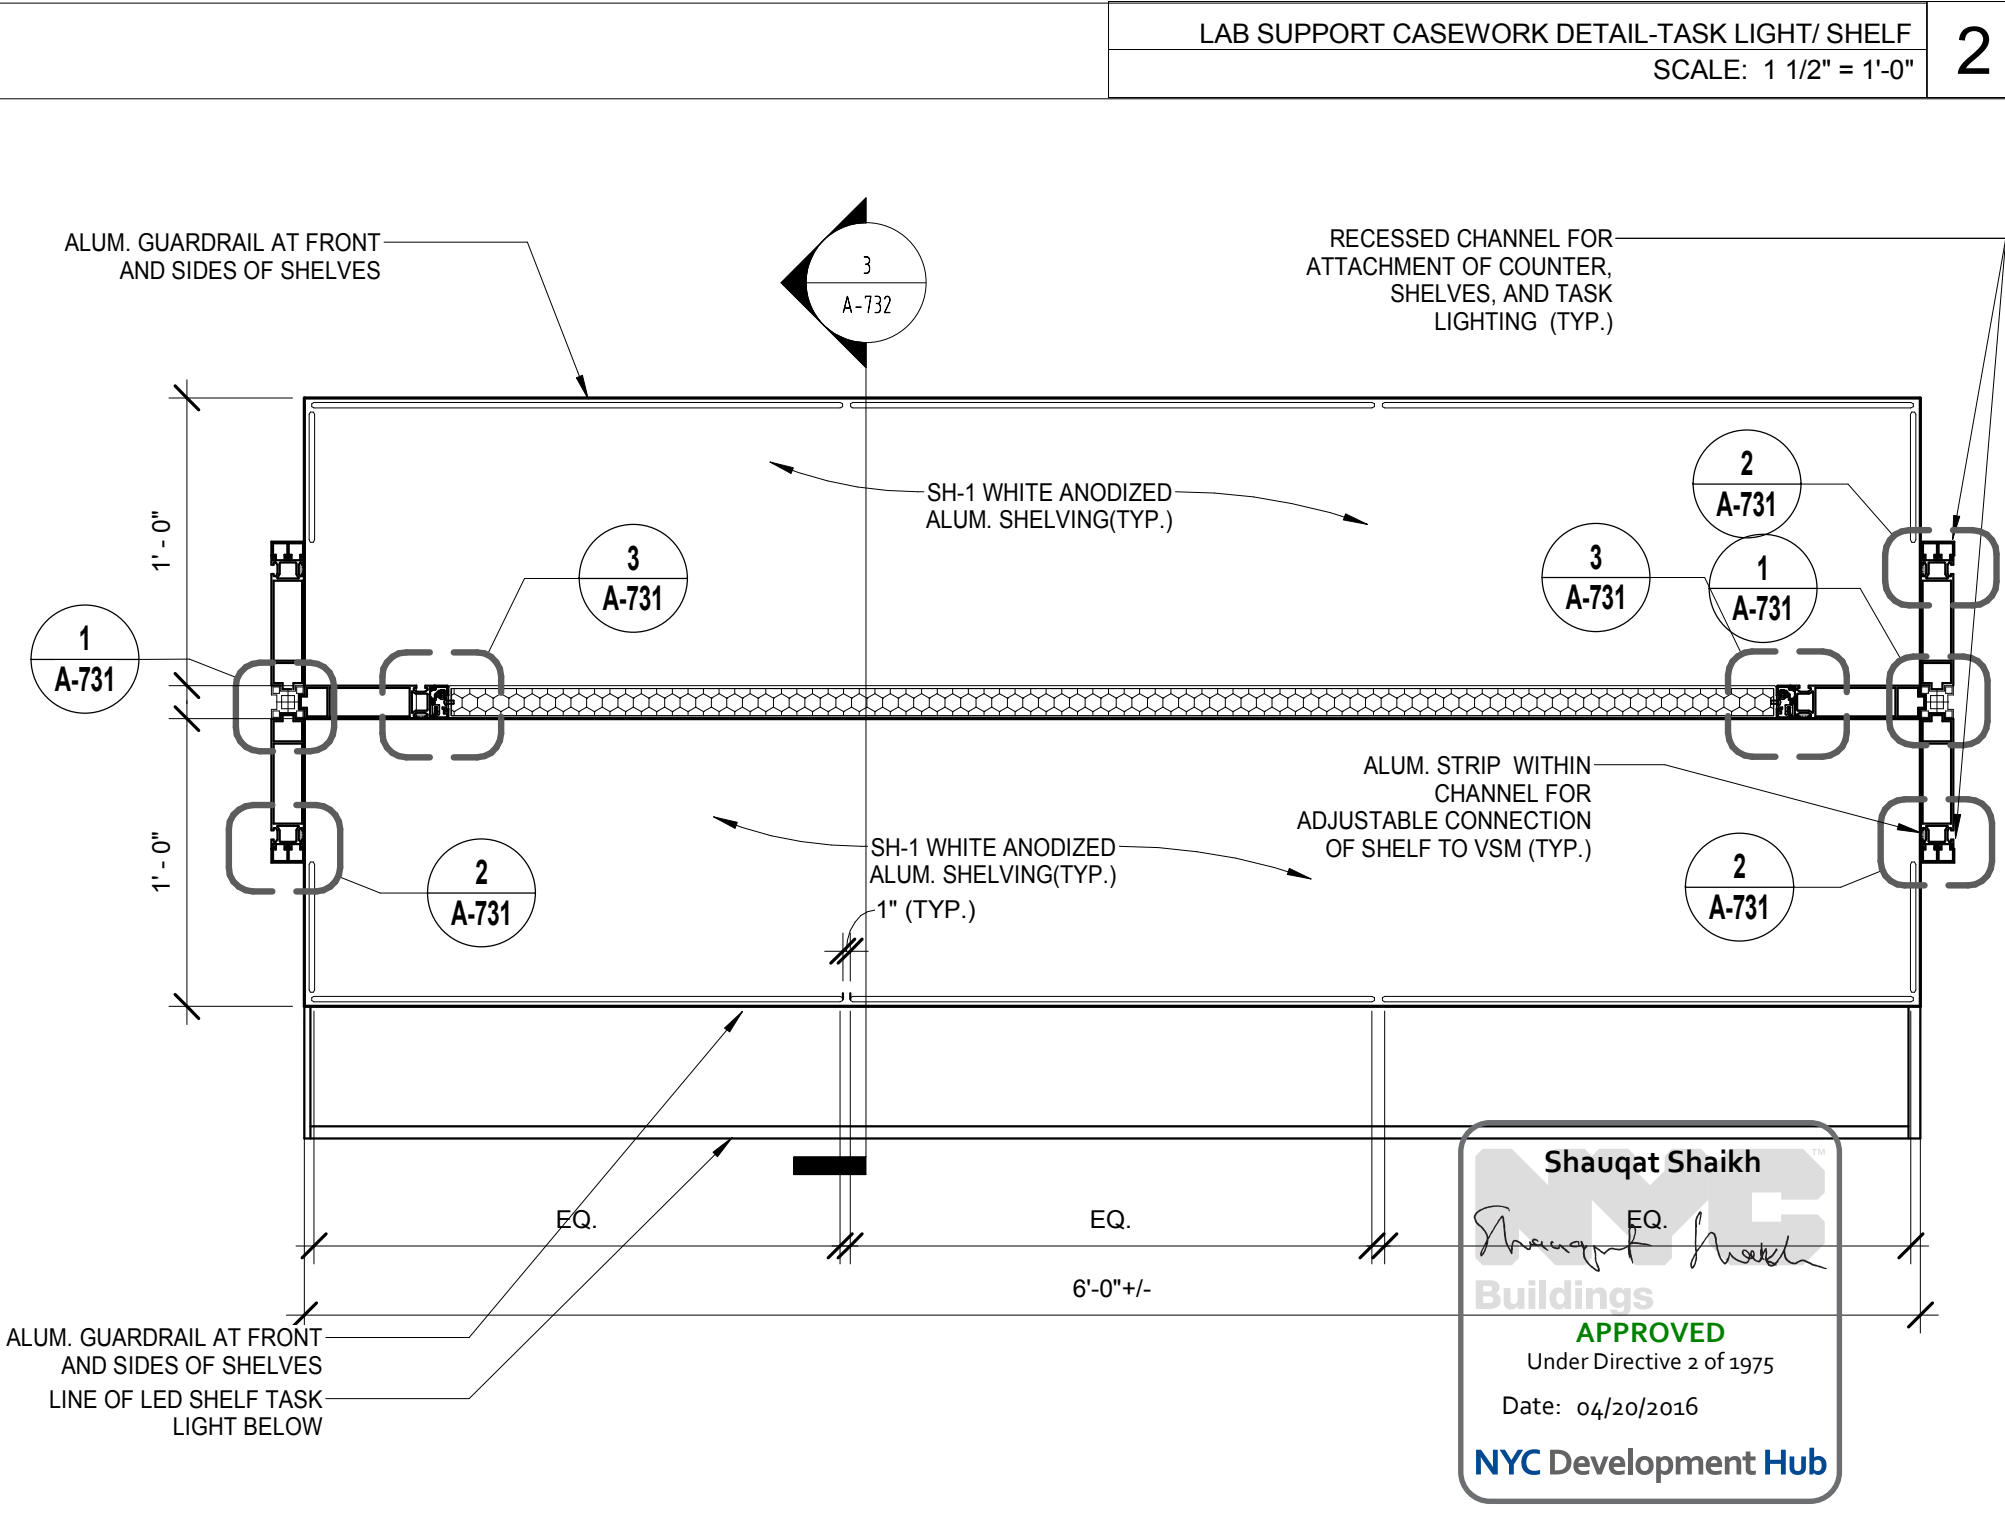 LAB SUPPORT CASEWORK DETAIL-TASK LIGHT/ SHELF
SCALE: 1 1/2" = 1'-0"
2
ALUM. GUARDRAIL AT FRONT
AND SIDES OF SHELVES
3
A-732
RECESSED CHANNEL FOR
ATTACHMENT OF COUNTER,
SHELVES, AND TASK
LIGHTING (TYP.)
1' - 0"
SH-1 WHITE ANODIZED
ALUM. SHELVING(TYP.)
2
A-731
3
A-731
3
A-731
1
A-731
1
A-731
ALUM. STRIP WITHIN
CHANNEL FOR
ADJUSTABLE CONNECTION
OF SHELF TO VSM (TYP.)
1' - 0"
SH-1 WHITE ANODIZED
ALUM. SHELVING(TYP.)
1" (TYP.)
2
A-731
2
A-731
EQ.
EQ.
EQ.
6'-0"+/-
ALUM. GUARDRAIL AT FRONT
AND SIDES OF SHELVES
LINE OF LED SHELF TASK
LIGHT BELOW
NYC TM
Shauqat Shaikh
Shauqat Shaikh
Buildings
APPROVED
Under Directive 2 of 1975
Date: 04/20/2016
NYC Development Hub